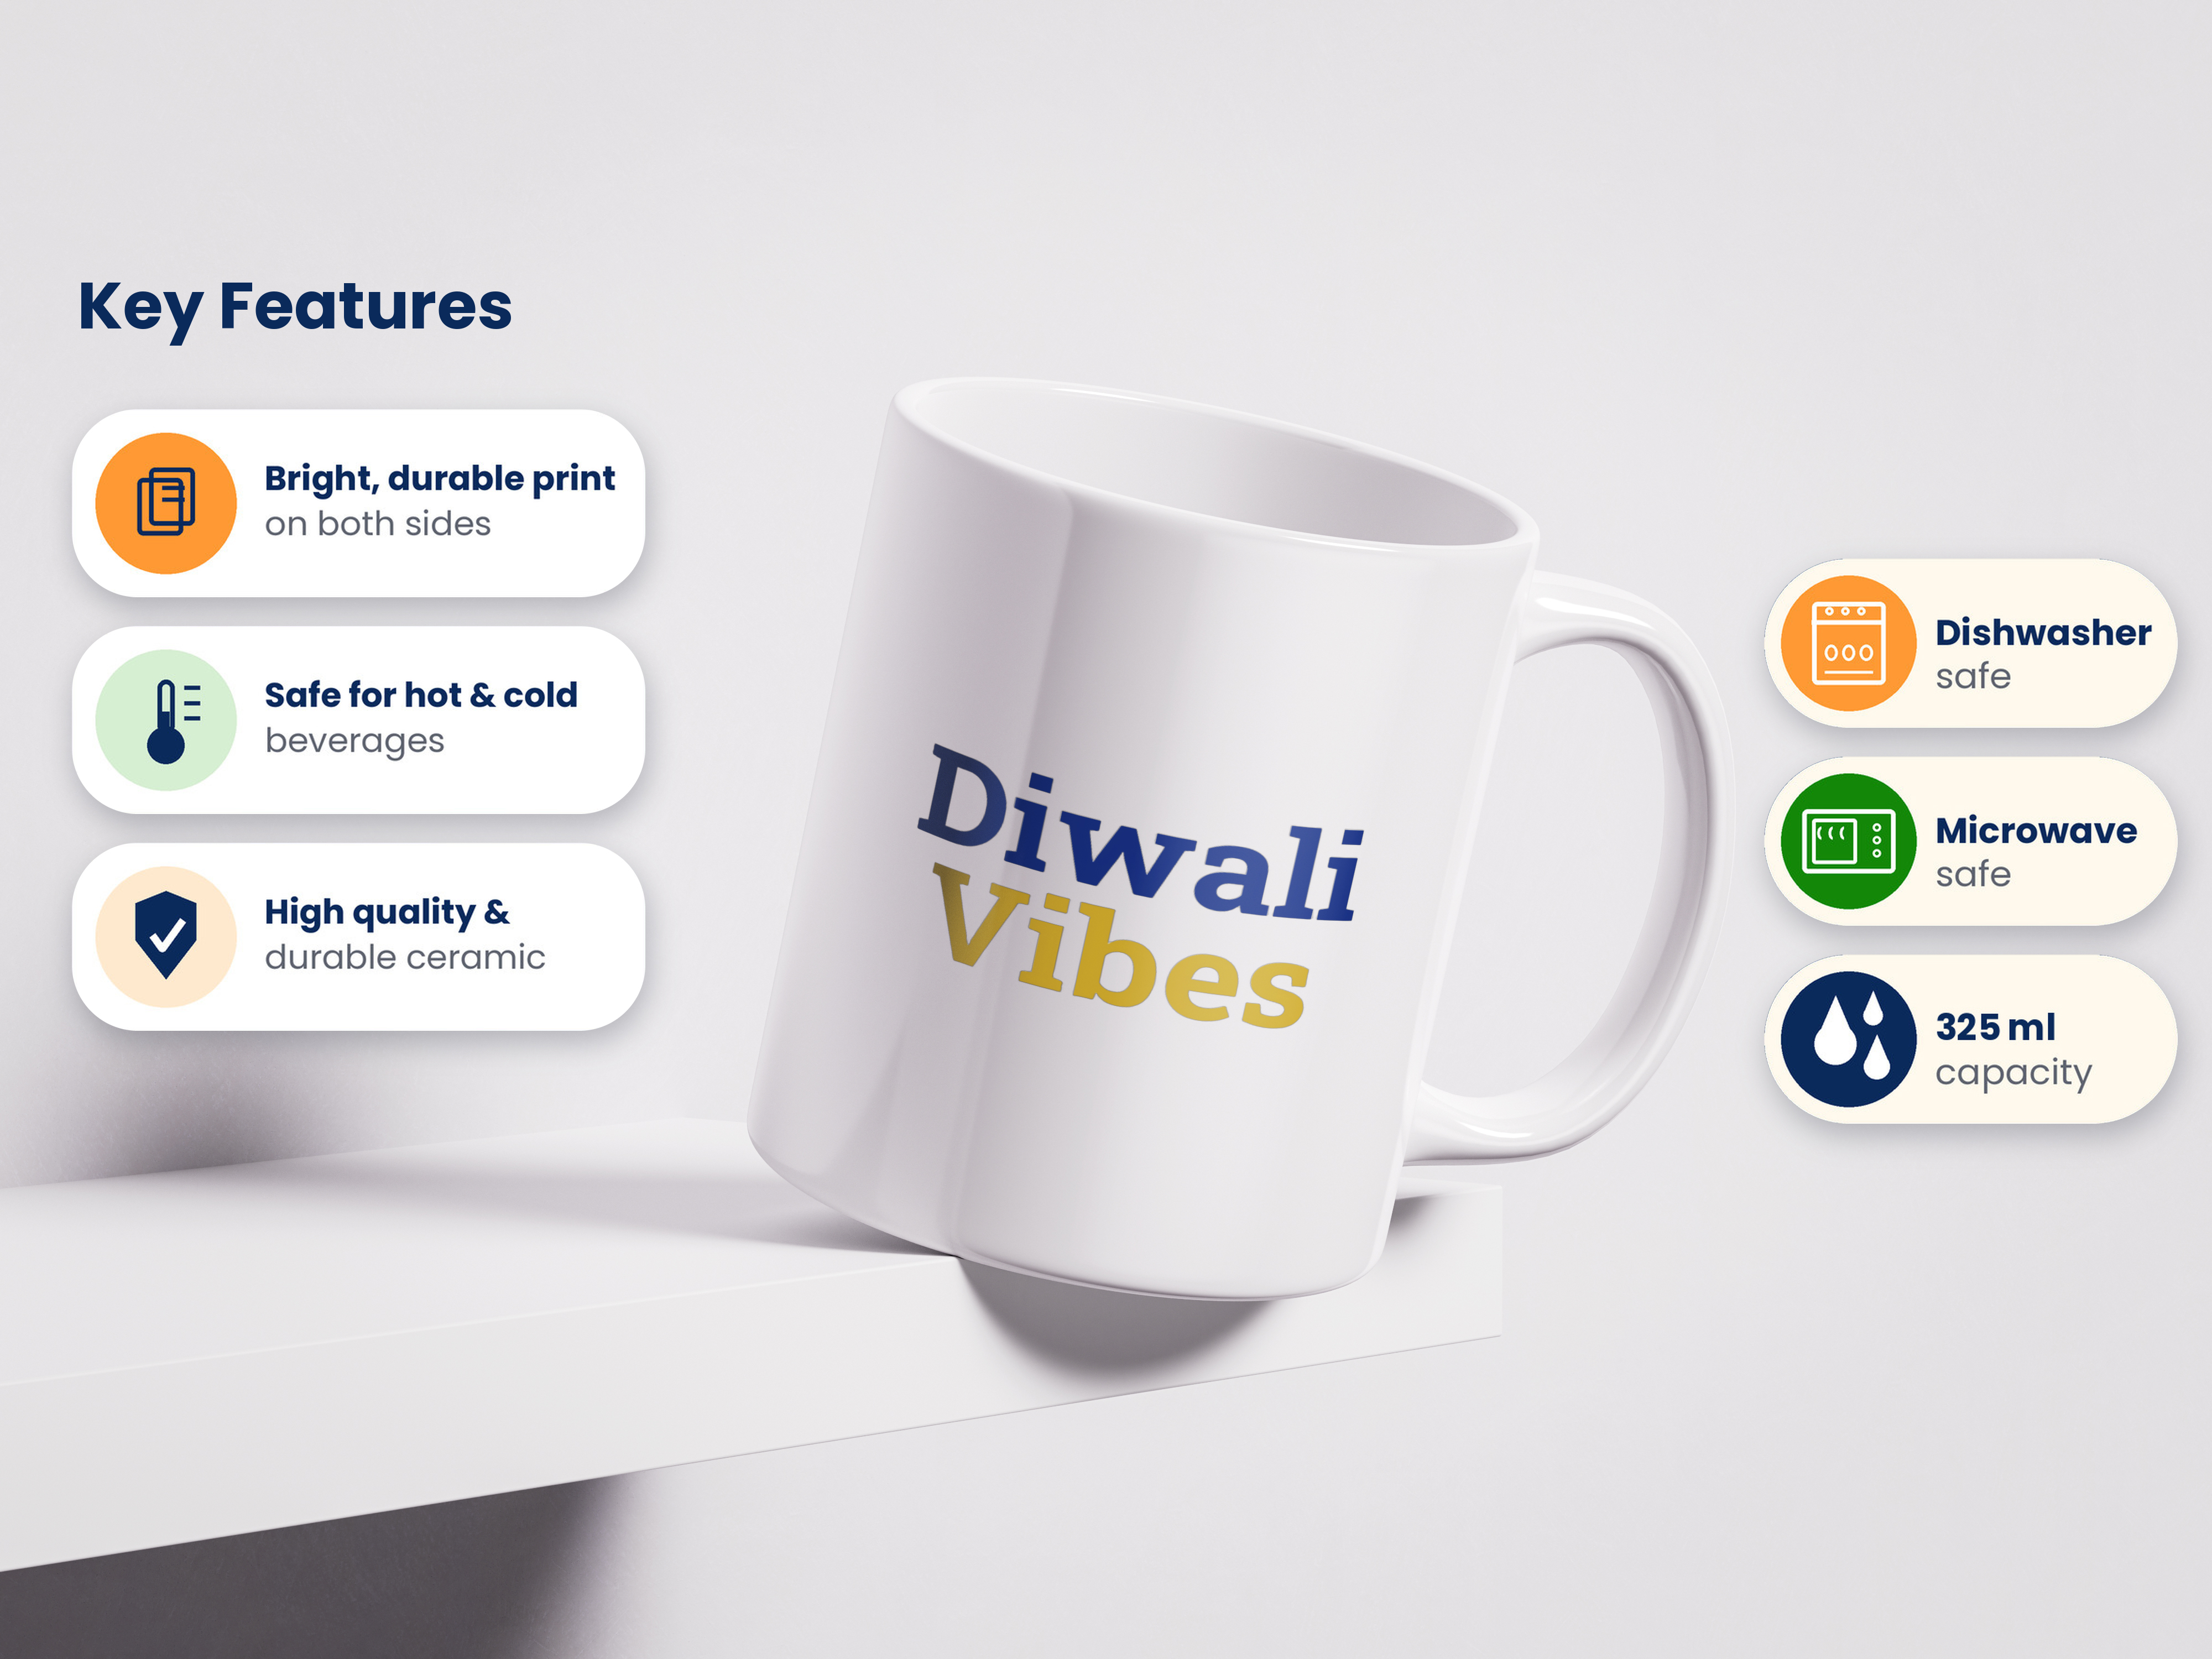 Key Features
Bright, durable print
on both sides
Safe for hot & cold
beverages
High quality &
durable ceramic
Diwali
Vibes
Dishwasher
safe
Microwave
safe
325 ml
capacity